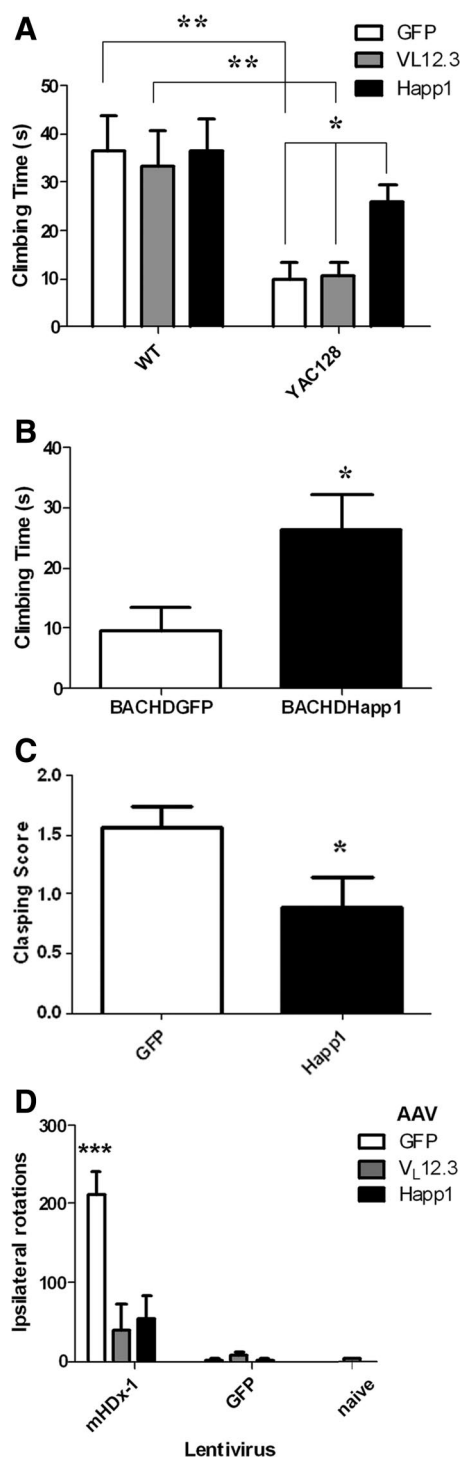 A
**
GFP
VL12.3
Happ1
**
*
Climbing Time (s)
50
40
30
20
10
0
WT
YAC128
B
Climbing Time (s)
40
30
20
10
0
*
BACHDGFP
BACHDHapp1
C
Clasping Score
2.0
1.5
1.0
0.5
0.0
*
GFP
Happ1
D
AAV
GFP
VL12.3
Happ1
***
Ipsilateral rotations
300
200
100
0
mHDx-1
GFP
naive
Lentivirus